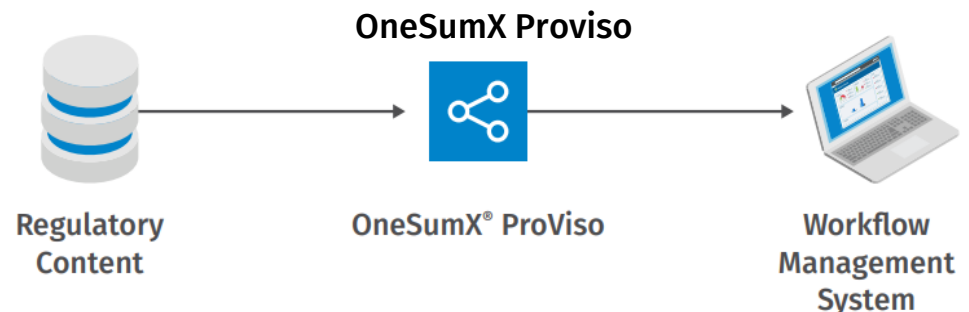 OneSumX Proviso
Regulatory
Content
OneSumX® ProViso
Workflow
Management
System